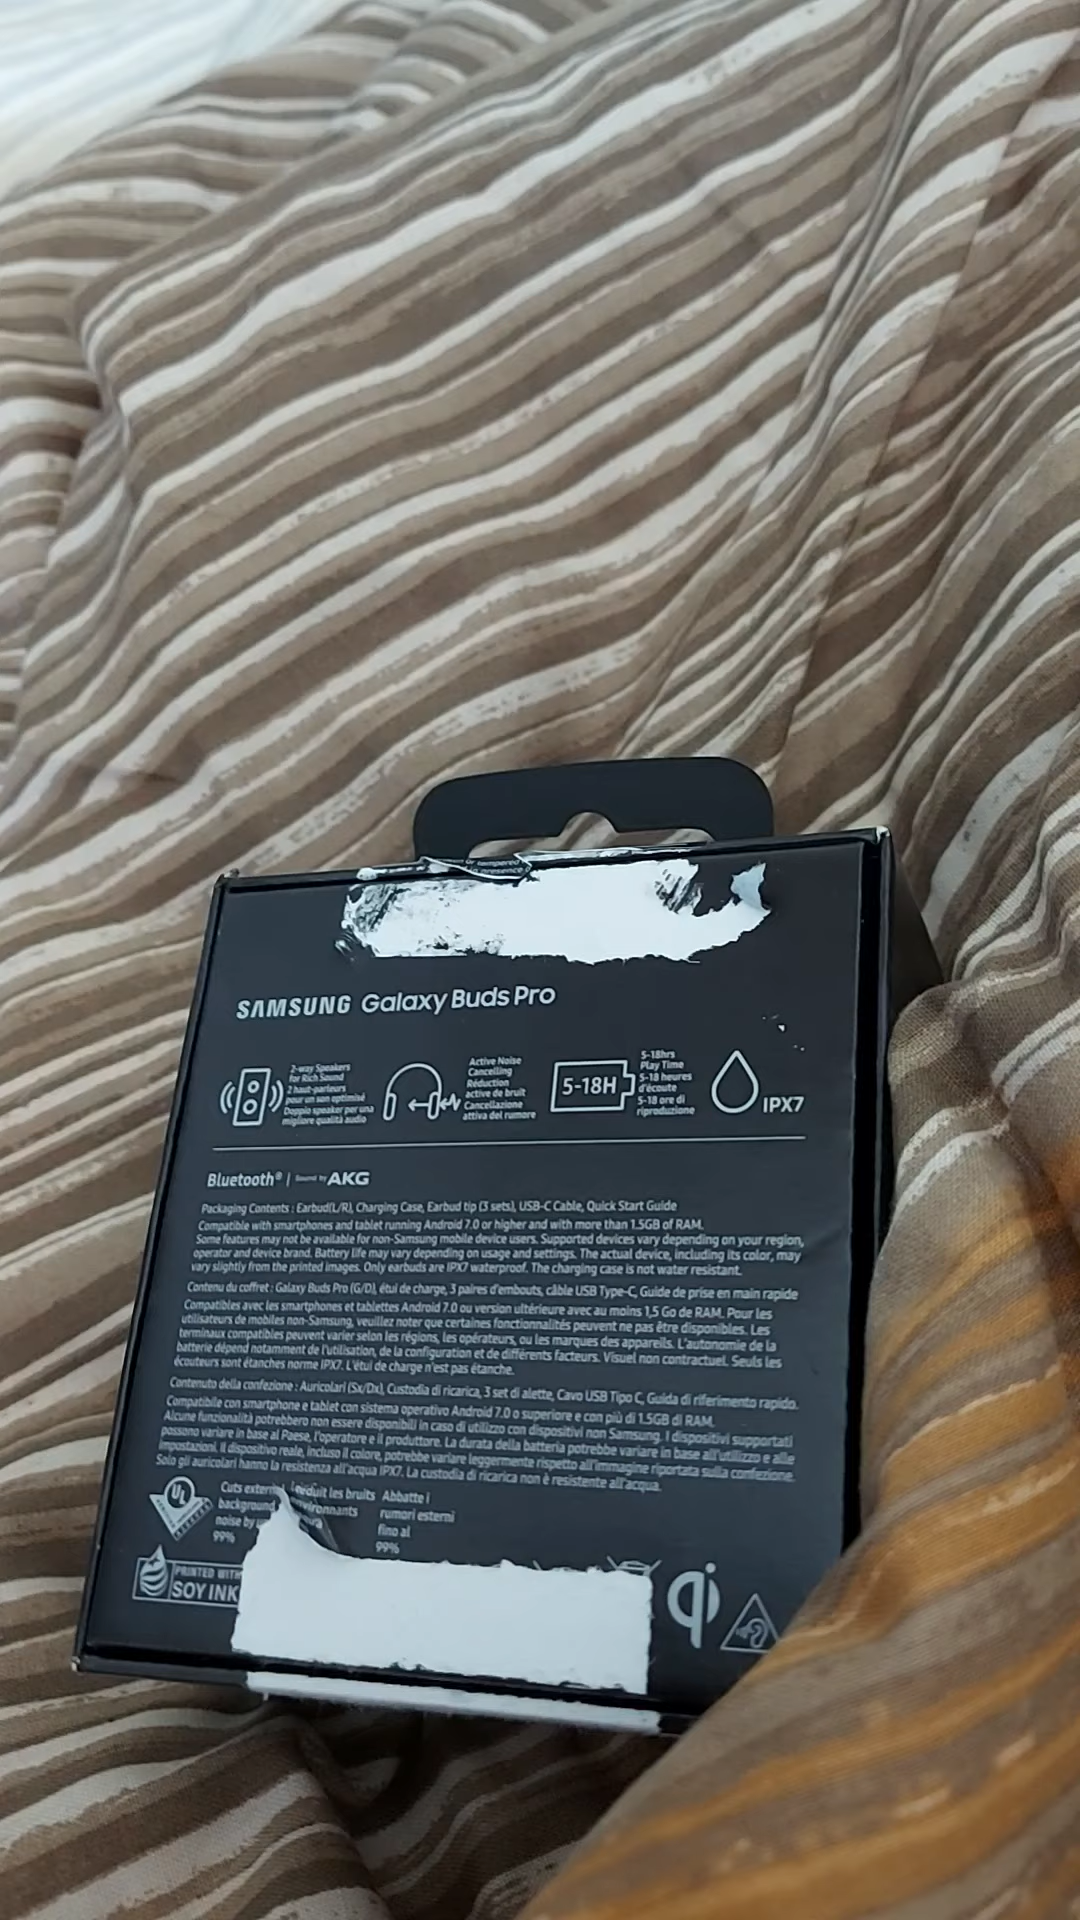 or tempered
presence
SAMSUNG Galaxy Buds Pro
2-way Speakers
for Rich Sound
2 haut-parleurs
pour un son optimisé
Doppio speaker per una
migliore qualità audio
Active Noise
Cancelling
Réduction
active de bruit
Cancellazione
attiva del rumore
5-18H
5-18hrs
Play Time
5-18 heures
d'écoute
5-18 ore di
riproduzione
IPX7
Bluetooth® | Sound by AKG
Packaging Contents : Earbud(L/R), Charging Case, Earbud tip (3 sets), USB-C Cable, Quick Start Guide
Compatible with smartphones and tablet running Android 7.0 or higher and with more than 1.5GB of RAM.
Some features may not be available for non-Samsung mobile device users. Supported devices vary depending on your region,
operator and device brand. Battery life may vary depending on usage and settings. The actual device, including its color, may
vary slightly from the printed images. Only earbuds are IPX7 waterproof. The charging case is not water resistant.
Contenu du coffret : Galaxy Buds Pro (G/D), étui de charge, 3 paires d'embouts, câble USB Type-C, Guide de prise en main rapide
Compatibles avec les smartphones et tablettes Android 7.0 ou version ultérieure avec au moins 1,5 Go de RAM. Pour les
utilisateurs de mobiles non-Samsung, veuillez noter que certaines fonctionnalités peuvent ne pas être disponibles. Les
terminaux compatibles peuvent varier selon les régions, les opérateurs, ou les marques des appareils. L'autonomie de la
batterie dépend notamment de l'utilisation, de la configuration et de différents facteurs. Visuel non contractuel. Seuls les
écouteurs sont étanches norme IPX7. L'étui de charge n'est pas étanche.
Contenuto della confezione : Auricolari (Sx/Dx), Custodia di ricarica, 3 set di alette, Cavo USB Tipo C, Guida di riferimento rapido.
Compatibile con smartphone e tablet con sistema operativo Android 7.0 o superiore e con più di 1.5GB di RAM.
Alcune funzionalità potrebbero non essere disponibili in caso di utilizzo con dispositivi non Samsung. I dispositivi supportati
possono variare in base al Paese, l'operatore e il produttore. La durata della batteria potrebbe variare in base all'utilizzo e alle
impostazioni. Il dispositivo reale, incluso il colore, potrebbe variare leggermente rispetto all'immagine riportata sulla confezione.
Solo gli auricolari hanno la resistenza all'acqua IPX7. La custodia di ricarica non è resistente all'acqua.
UL
Cuts extern
background
noise by
99%
réduit les bruits
Abbatte i
rumori esterni
fino al
99%
PRINTED WITH
SOY INK
qi